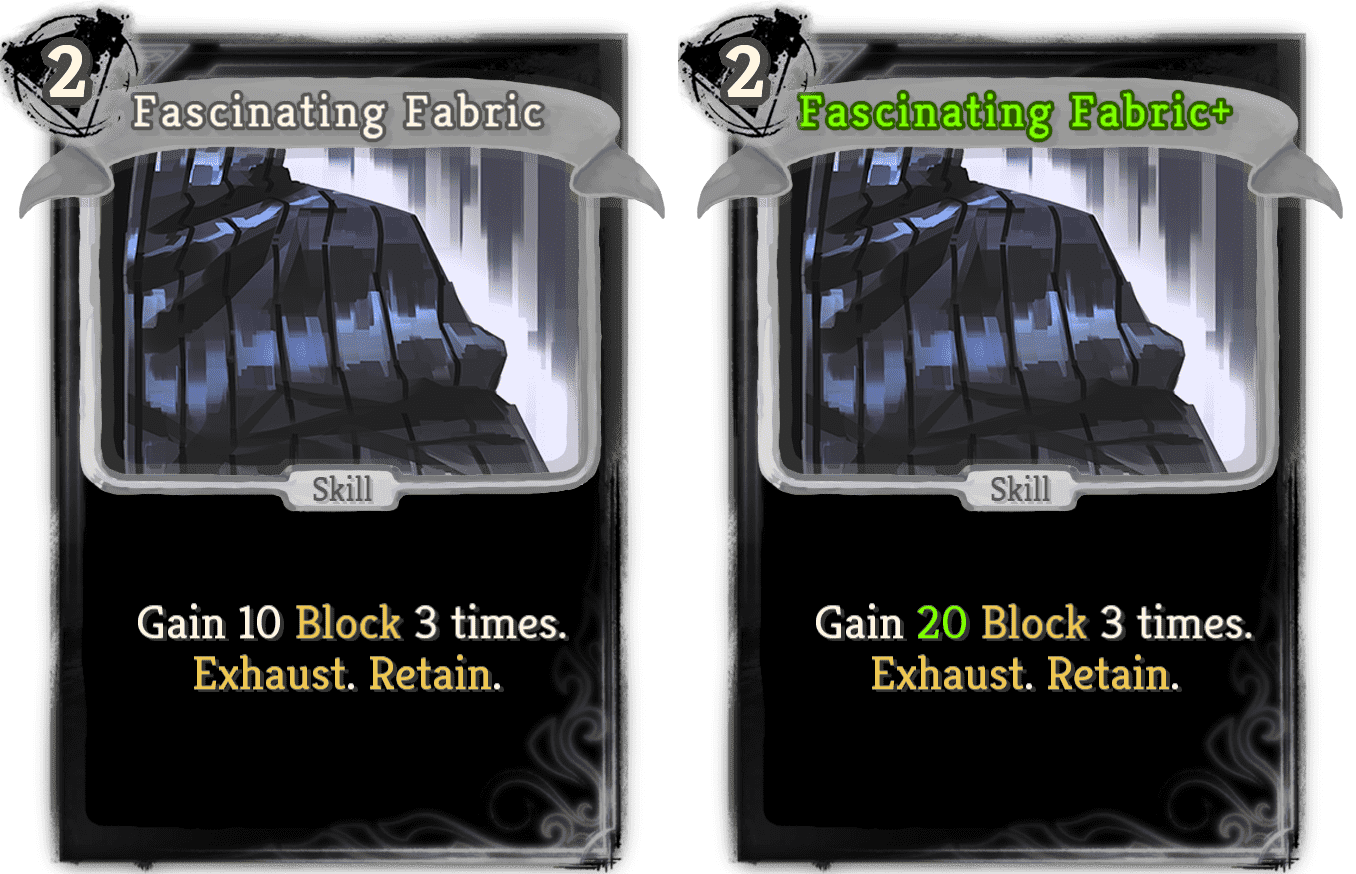 2
Fascinating Fabric
Skill
Gain 10 Block 3 times.
Exhaust. Retain.
2
Fascinating Fabric+
Skill
Gain 20 Block 3 times.
Exhaust. Retain.